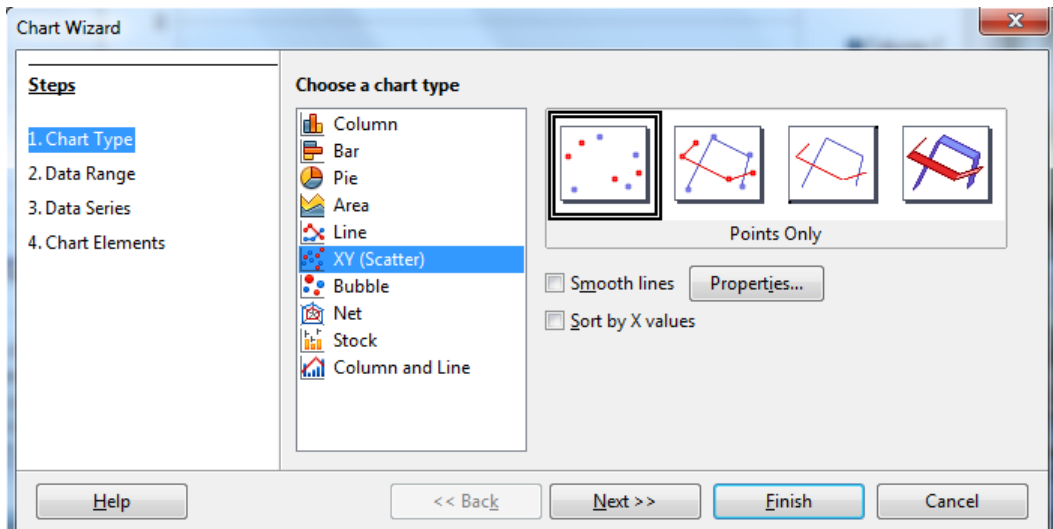 Chart Wizard
Steps
1. Chart Type
2. Data Range
3. Data Series
4. Chart Elements
Choose a chart type
Column
Bar
Pie
Area
Line
XY (Scatter)
Bubble
Net
Stock
Column and Line
Points Only
Smooth lines
Properties...
Sort by X values
Help
<< Back
Next >>
Finish
Cancel